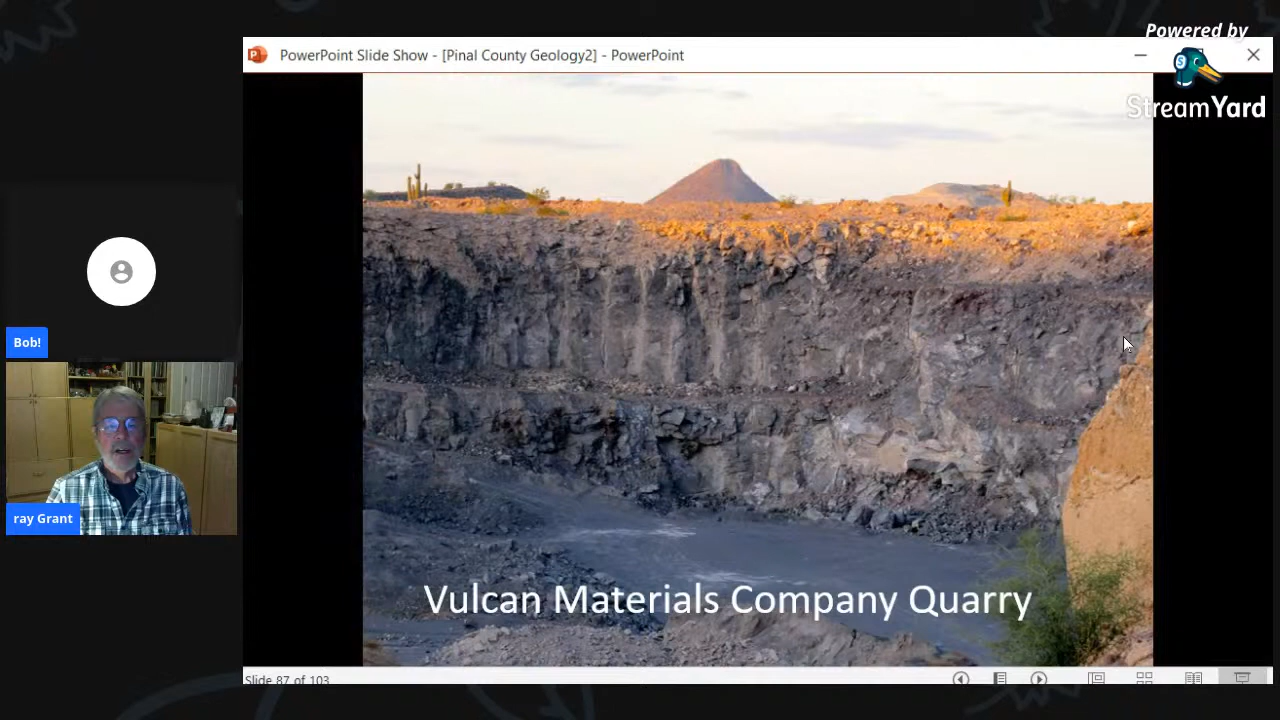 Powered by
StreamYard
PowerPoint Slide Show - [Pinal County Geology2] - PowerPoint
Bob!
ray Grant
Vulcan Materials Company Quarry
Slide 87 of 103